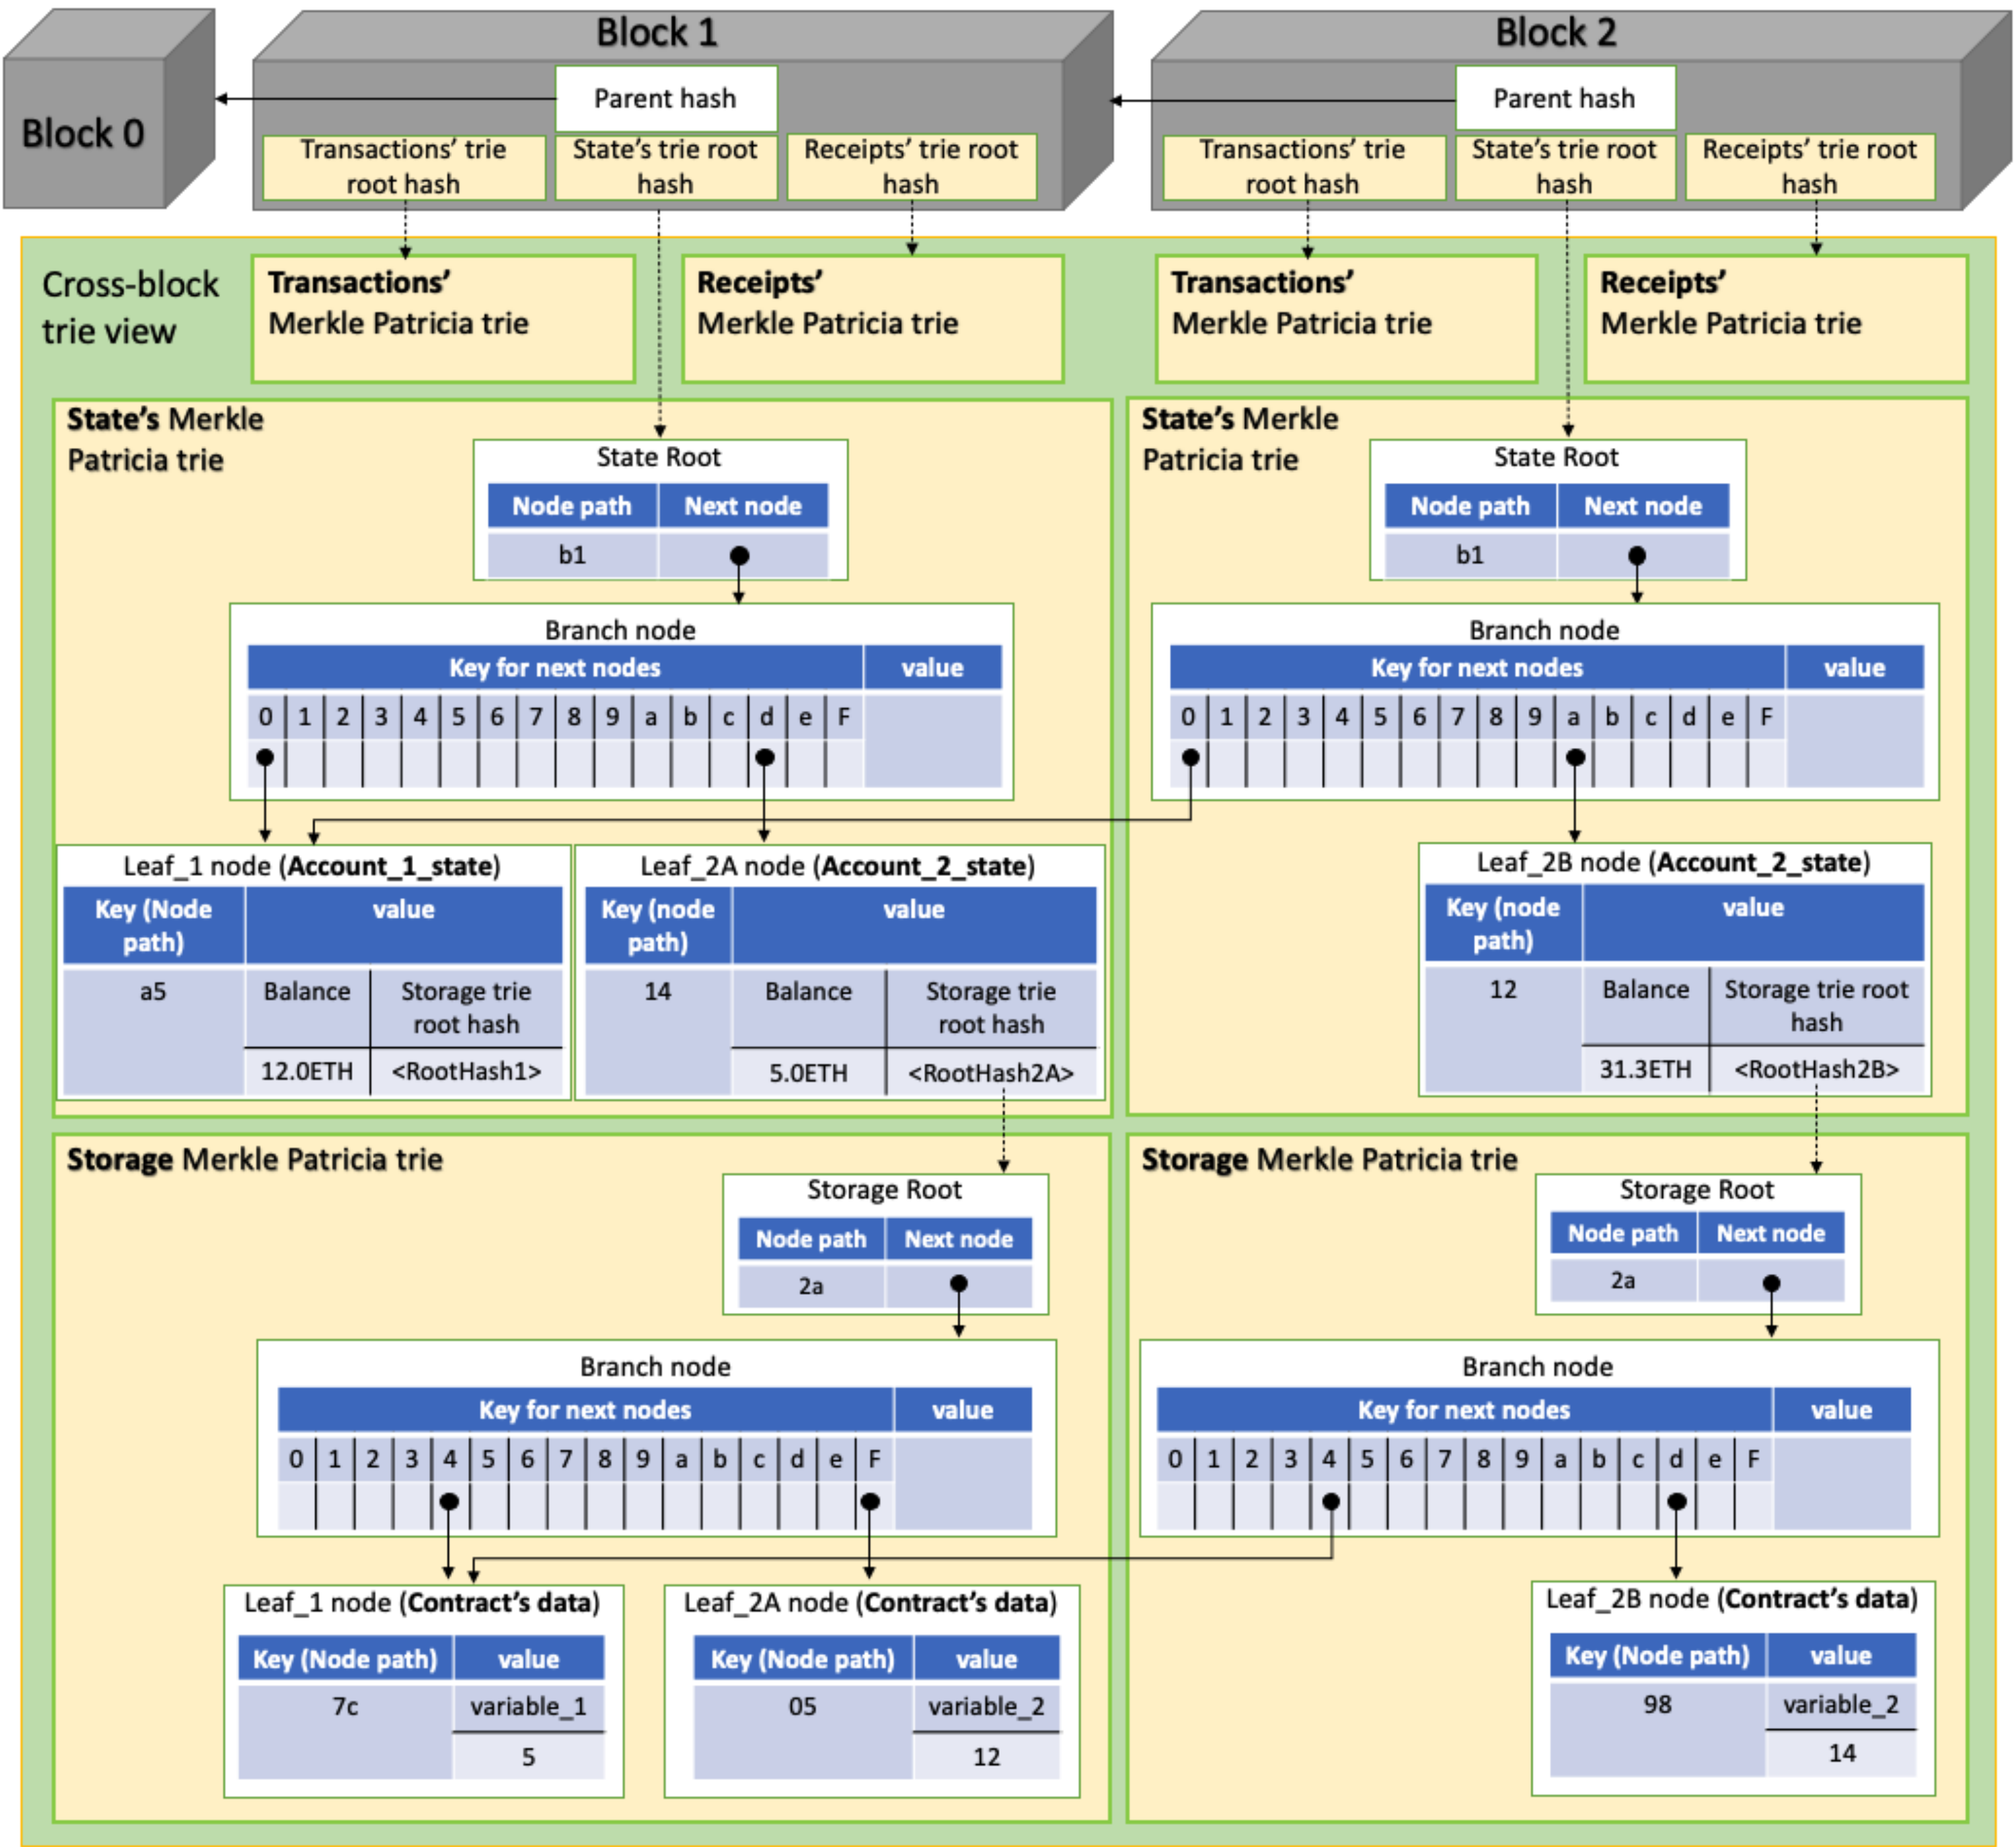 Block 0
Block 1
Parent hash
Transactions' trie
root hash
State's trie root
hash
Receipts' trie root
hash
Block 2
Parent hash
Transactions' trie
root hash
State's trie root
hash
Receipts' trie root
hash
Cross-block
trie view
Transactions'
Merkle Patricia trie
Receipts'
Merkle Patricia trie
Transactions'
Merkle Patricia trie
Receipts'
Merkle Patricia trie
State's Merkle
Patricia trie
State Root
Node path Next node
b1
Branch node
Key for next nodes value
0 1 2 3 4 5 6 7 8 9 a b c d e F
Leaf_1 node (Account_1_state)
Key (Node
path)
value
a5
Balance
Storage trie
root hash
12.0ETH <RootHash1>
Leaf_2A node (Account_2_state)
Key (node
path)
value
14
Balance
Storage trie
root hash
5.0ETH <RootHash2A>
State's Merkle
Patricia trie
State Root
Node path Next node
b1
Branch node
Key for next nodes value
0 1 2 3 4 5 6 7 8 9 a b c d e F
Leaf_2B node (Account_2_state)
Key (node
path)
value
12
Balance
Storage trie root
hash
31.3ETH <RootHash2B>
Storage Merkle Patricia trie
Storage Root
Node path Next node
2a
Branch node
Key for next nodes value
0 1 2 3 4 5 6 7 8 9 a b c d e F
Leaf_1 node (Contract's data)
Key (Node path) value
7c variable_1
5
Leaf_2A node (Contract's data)
Key (Node path) value
05 variable_2
12
Storage Merkle Patricia trie
Storage Root
Node path Next node
2a
Branch node
Key for next nodes value
0 1 2 3 4 5 6 7 8 9 a b c d e F
Leaf_2B node (Contract's data)
Key (Node path) value
98 variable_2
14